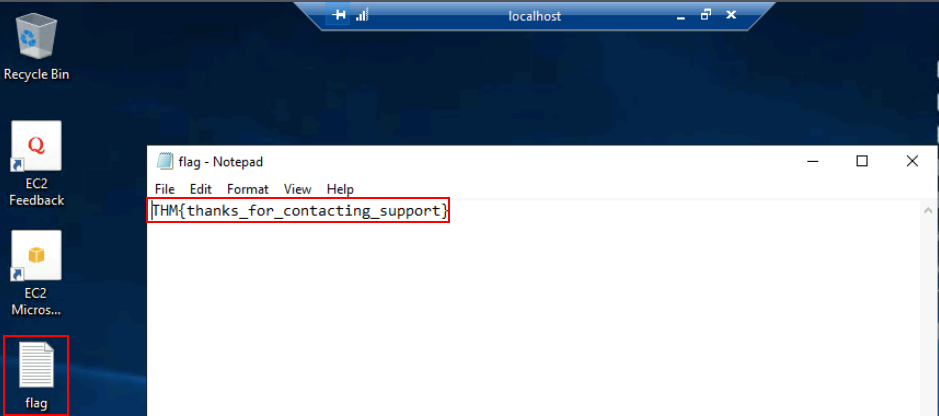 localhost
Recycle Bin
EC2
Feedback
EC2
Micros...
flag
flag - Notepad
File Edit Format View Help
THM{thanks_for_contacting_support}